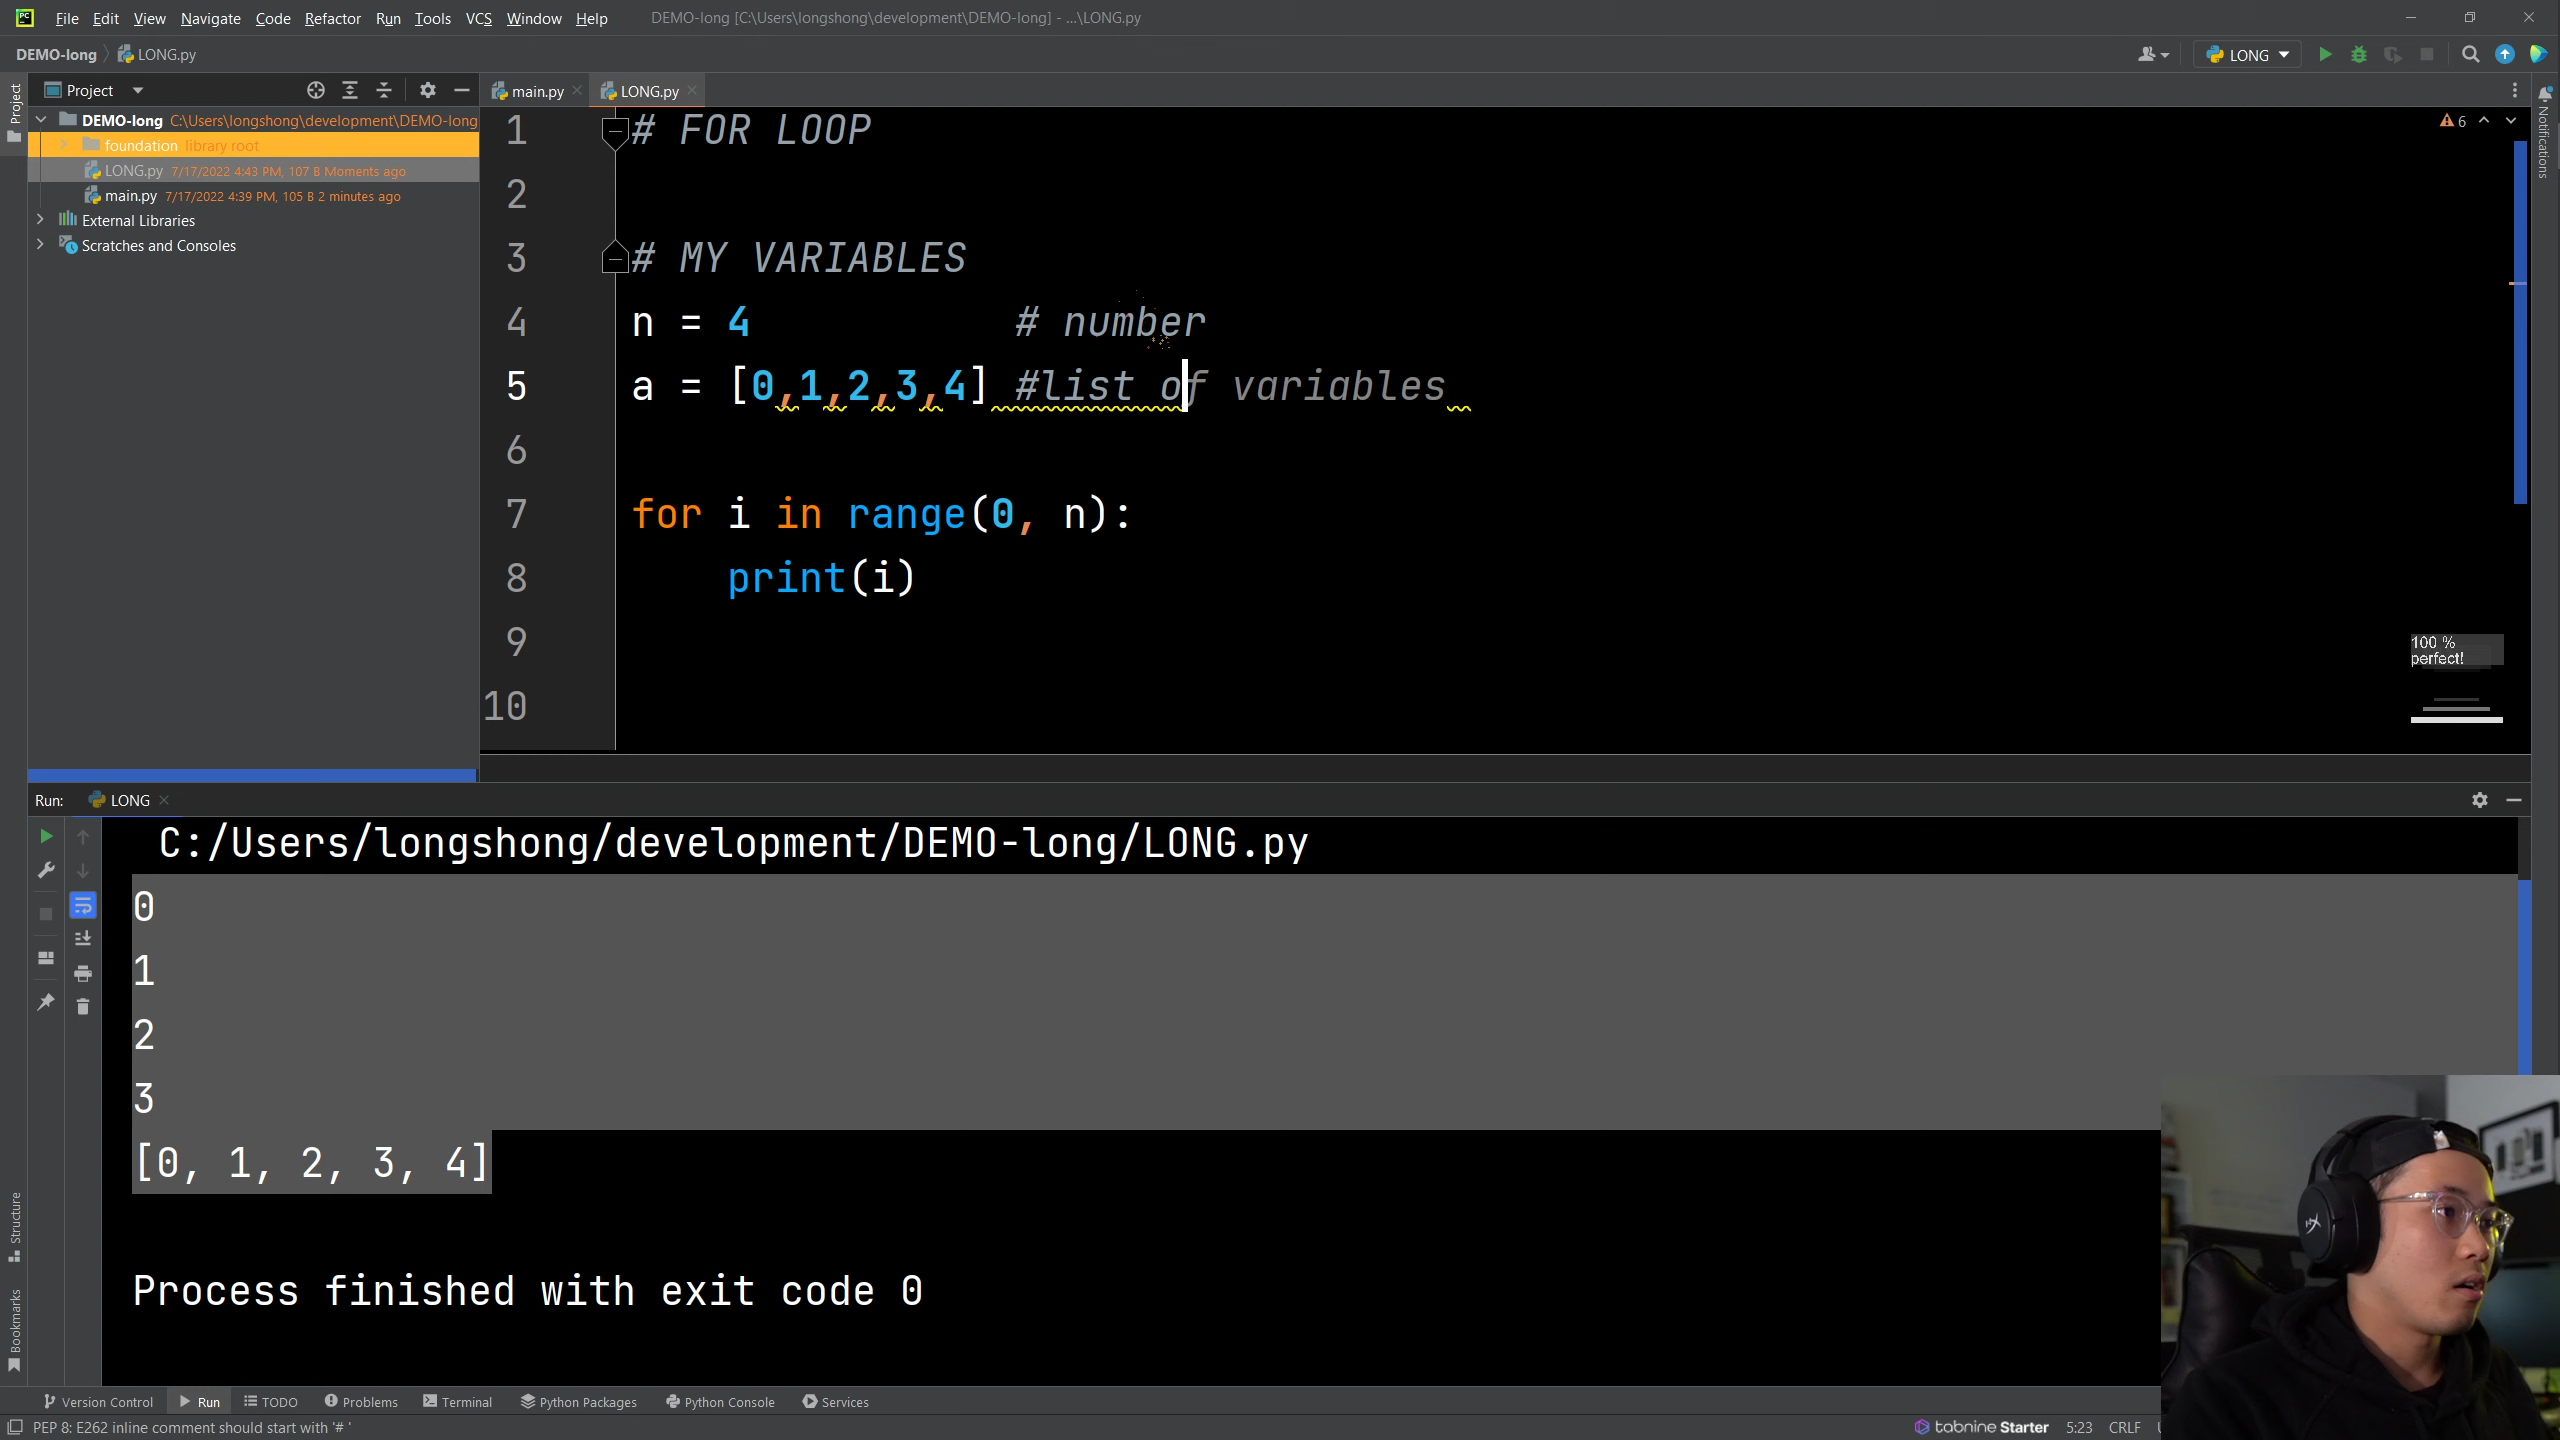 File Edit View Navigate Code Refactor Run Tools VCS Window Help DEMO-long [C:\Users\longshong\development\DEMO-long] - ...\LONG.py
DEMO-long LONG.py LONG
Project
main.py LONG.py
DEMO-long C:\Users\longshong\development\DEMO-long
foundation library root
LONG.py 7/17/2022 4:43 PM, 107 B Moments ago
main.py 7/17/2022 4:39 PM, 105 B 2 minutes ago
External Libraries
Scratches and Consoles
Project
Structure
Bookmarks
Notifications
6
1 # FOR LOOP
2
3 # MY VARIABLES
4 n = 4 # number
5 a = [0,1,2,3,4] #list of variables
6
7 for i in range(0, n):
8 print(i)
9
10
100 %
perfect!
Run: LONG
C:/Users/longshong/development/DEMO-long/LONG.py
0
1
2
3
[0, 1, 2, 3, 4]
Process finished with exit code 0
Version Control Run TODO Problems Terminal Python Packages Python Console Services
PEP 8: E262 inline comment should start with '# ' tabnine Starter 5:23 CRLF